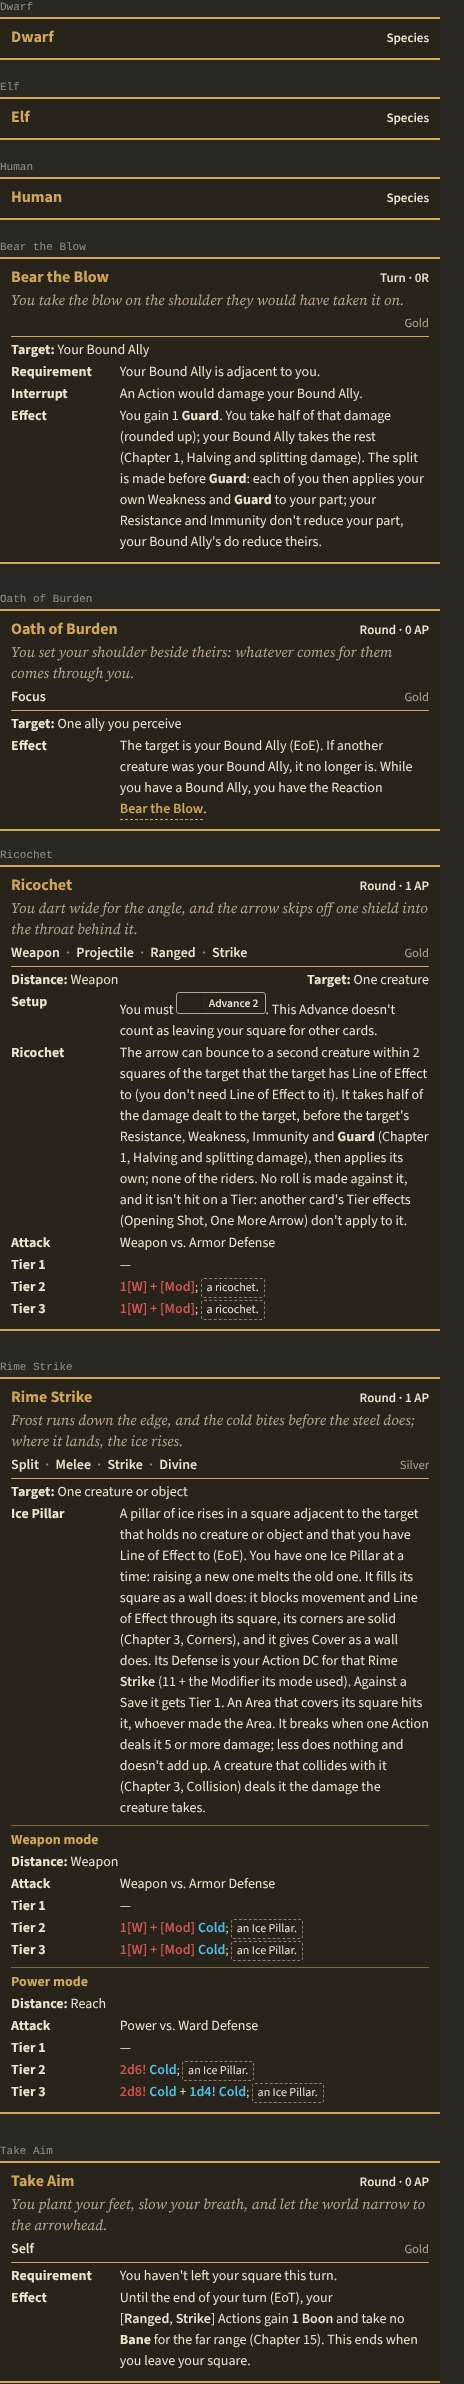 Dwarf
Dwarf Species
Elf
Elf Species
Human
Human Species
Bear the Blow
Bear the Blow Turn · 0R
You take the blow on the shoulder they would have taken it on.
Gold
Target: Your Bound Ally
Requirement Your Bound Ally is adjacent to you.
Interrupt An Action would damage your Bound Ally.
Effect You gain 1 Guard. You take half of that damage
(rounded up); your Bound Ally takes the rest
(Chapter 1, Halving and splitting damage). The split
is made before Guard: each of you then applies your
own Weakness and Guard to your part; your
Resistance and Immunity don't reduce your part,
your Bound Ally's do reduce theirs.
Oath of Burden
Oath of Burden Round · 0 AP
You set your shoulder beside theirs: whatever comes for them
comes through you.
Focus Gold
Target: One ally you perceive
Effect The target is your Bound Ally (EoE). If another
creature was your Bound Ally, it no longer is. While
you have a Bound Ally, you have the Reaction
Bear the Blow.
Ricochet
Ricochet Round · 1 AP
You dart wide for the angle, and the arrow skips off one shield into
the throat behind it.
Weapon · Projectile · Ranged · Strike Gold
Distance: Weapon Target: One creature
Setup You must Advance 2. This Advance doesn't
count as leaving your square for other cards.
Ricochet The arrow can bounce to a second creature within 2
squares of the target that the target has Line of Effect
to (you don't need Line of Effect to it). It takes half of
the damage dealt to the target, before the target's
Resistance, Weakness, Immunity and Guard (Chapter
1, Halving and splitting damage), then applies its
own; none of the riders. No roll is made against it,
and it isn't hit on a Tier: another card's Tier effects
(Opening Shot, One More Arrow) don't apply to it.
Attack Weapon vs. Armor Defense
Tier 1 —
Tier 2 1[W] + [Mod]; a ricochet.
Tier 3 1[W] + [Mod]; a ricochet.
Rime Strike
Rime Strike Round · 1 AP
Frost runs down the edge, and the cold bites before the steel does;
where it lands, the ice rises.
Split · Melee · Strike · Divine Silver
Target: One creature or object
Ice Pillar A pillar of ice rises in a square adjacent to the target
that holds no creature or object and that you have
Line of Effect to (EoE). You have one Ice Pillar at a
time: raising a new one melts the old one. It fills its
square as a wall does: it blocks movement and Line
of Effect through its square, its corners are solid
(Chapter 3, Corners), and it gives Cover as a wall
does. Its Defense is your Action DC for that Rime
Strike (11 + the Modifier its mode used). Against a
Save it gets Tier 1. An Area that covers its square hits
it, whoever made the Area. It breaks when one Action
deals it 5 or more damage; less does nothing and
doesn't add up. A creature that collides with it
(Chapter 3, Collision) deals it the damage the
creature takes.
Weapon mode
Distance: Weapon
Attack Weapon vs. Armor Defense
Tier 1 —
Tier 2 1[W] + [Mod] Cold; an Ice Pillar.
Tier 3 1[W] + [Mod] Cold; an Ice Pillar.
Power mode
Distance: Reach
Attack Power vs. Ward Defense
Tier 1 —
Tier 2 2d6! Cold; an Ice Pillar.
Tier 3 2d8! Cold + 1d4! Cold; an Ice Pillar.
Take Aim
Take Aim Round · 0 AP
You plant your feet, slow your breath, and let the world narrow to
the arrowhead.
Self Gold
Requirement You haven't left your square this turn.
Effect Until the end of your turn (EoT), your
[Ranged, Strike] Actions gain 1 Boon and take no
Bane for the far range (Chapter 15). This ends when
you leave your square.